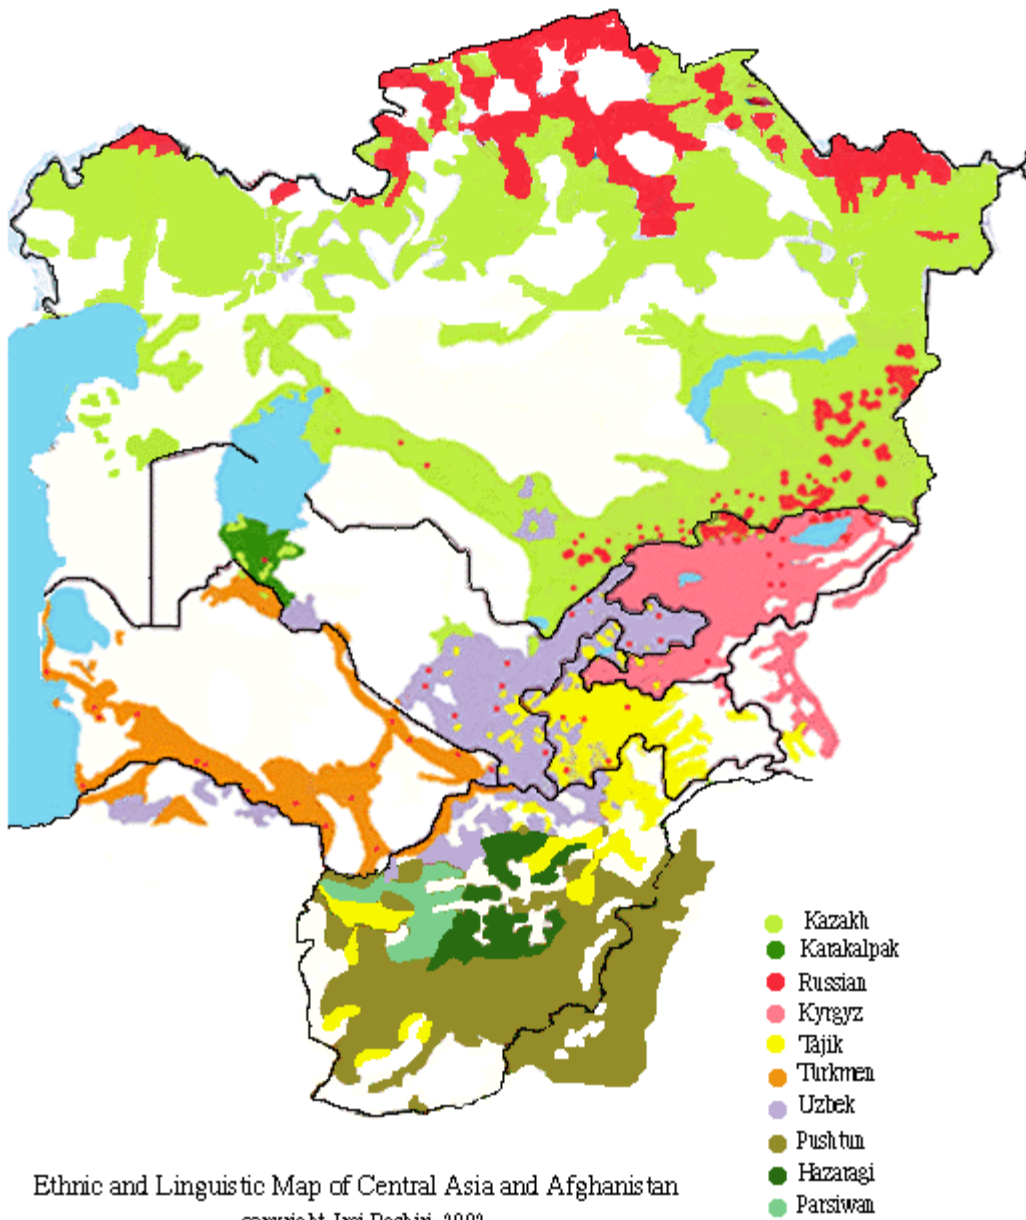 Kazakh
Karakalpak
Russian
Kyrgyz
Tajik
Turkmen
Uzbek
Pushtun
Hazaragi
Parsiwan
Ethnic and Linguistic Map of Central Asia and Afghanistan
copyright